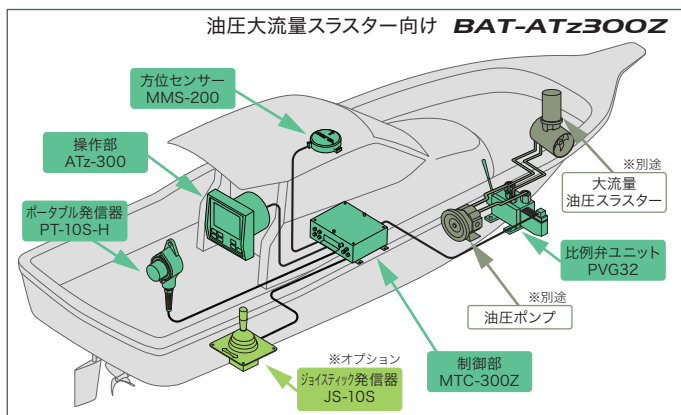 油圧大流量スラスター向け BAT-ATz300Z
方位センサー
MMS-200
操作部
ATz-300
ポータブル発信器
PT-10S-H
※別途
大流量
油圧スラスター
比例弁ユニット
PVG32
※別途
油圧ポンプ
※オプション
ジョイスティック発信器
JS-10S
制御部
MTC-300Z